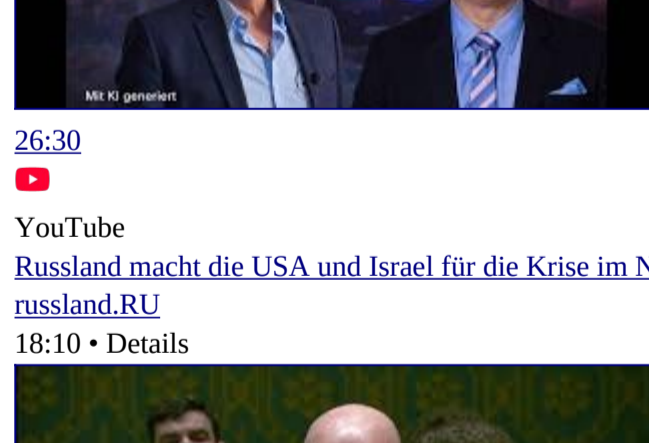 Mit KI generiert
26:30
YouTube
Russland macht die USA und Israel für die Krise im
russland.RU
18:10 • Details